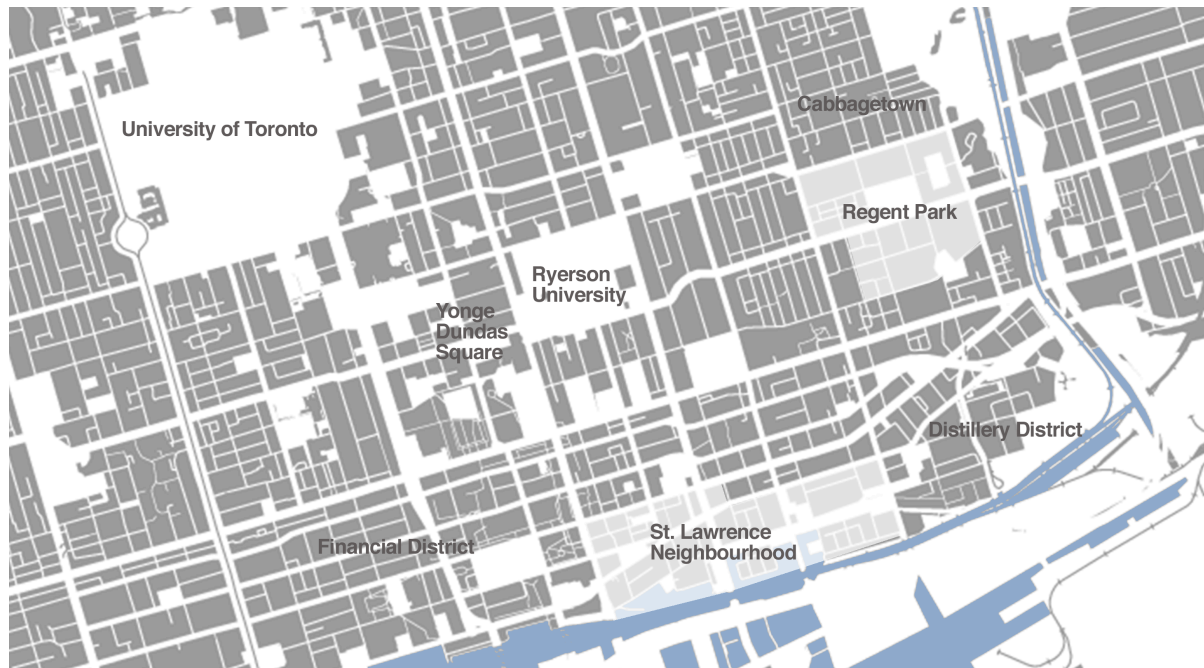 Cabbagetown
University of Toronto
Regent Park
Ryerson
University
Yonge
Dundas
Square
Distillery District
St. Lawrence
Neighbourhood
Financial District